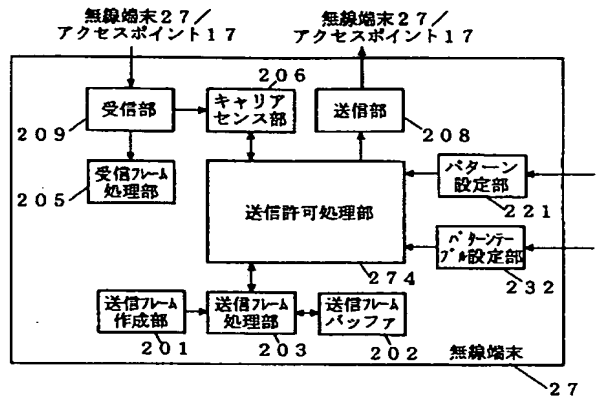 無線端末２７／
アクセスポイント１７
無線端末２７／
アクセスポイント１７
２０６
受信部
キャリア
センス部
送信部
２０９
２０８
受信フレーム
処理部
２０５
送信許可処理部
パターン
設定部
２２１
パターンテー
ブル設定部
２３２
２７４
送信フレーム
作成部
送信フレーム
処理部
送信フレーム
バッファ
２０１
２０３
２０２
無線端末
２７